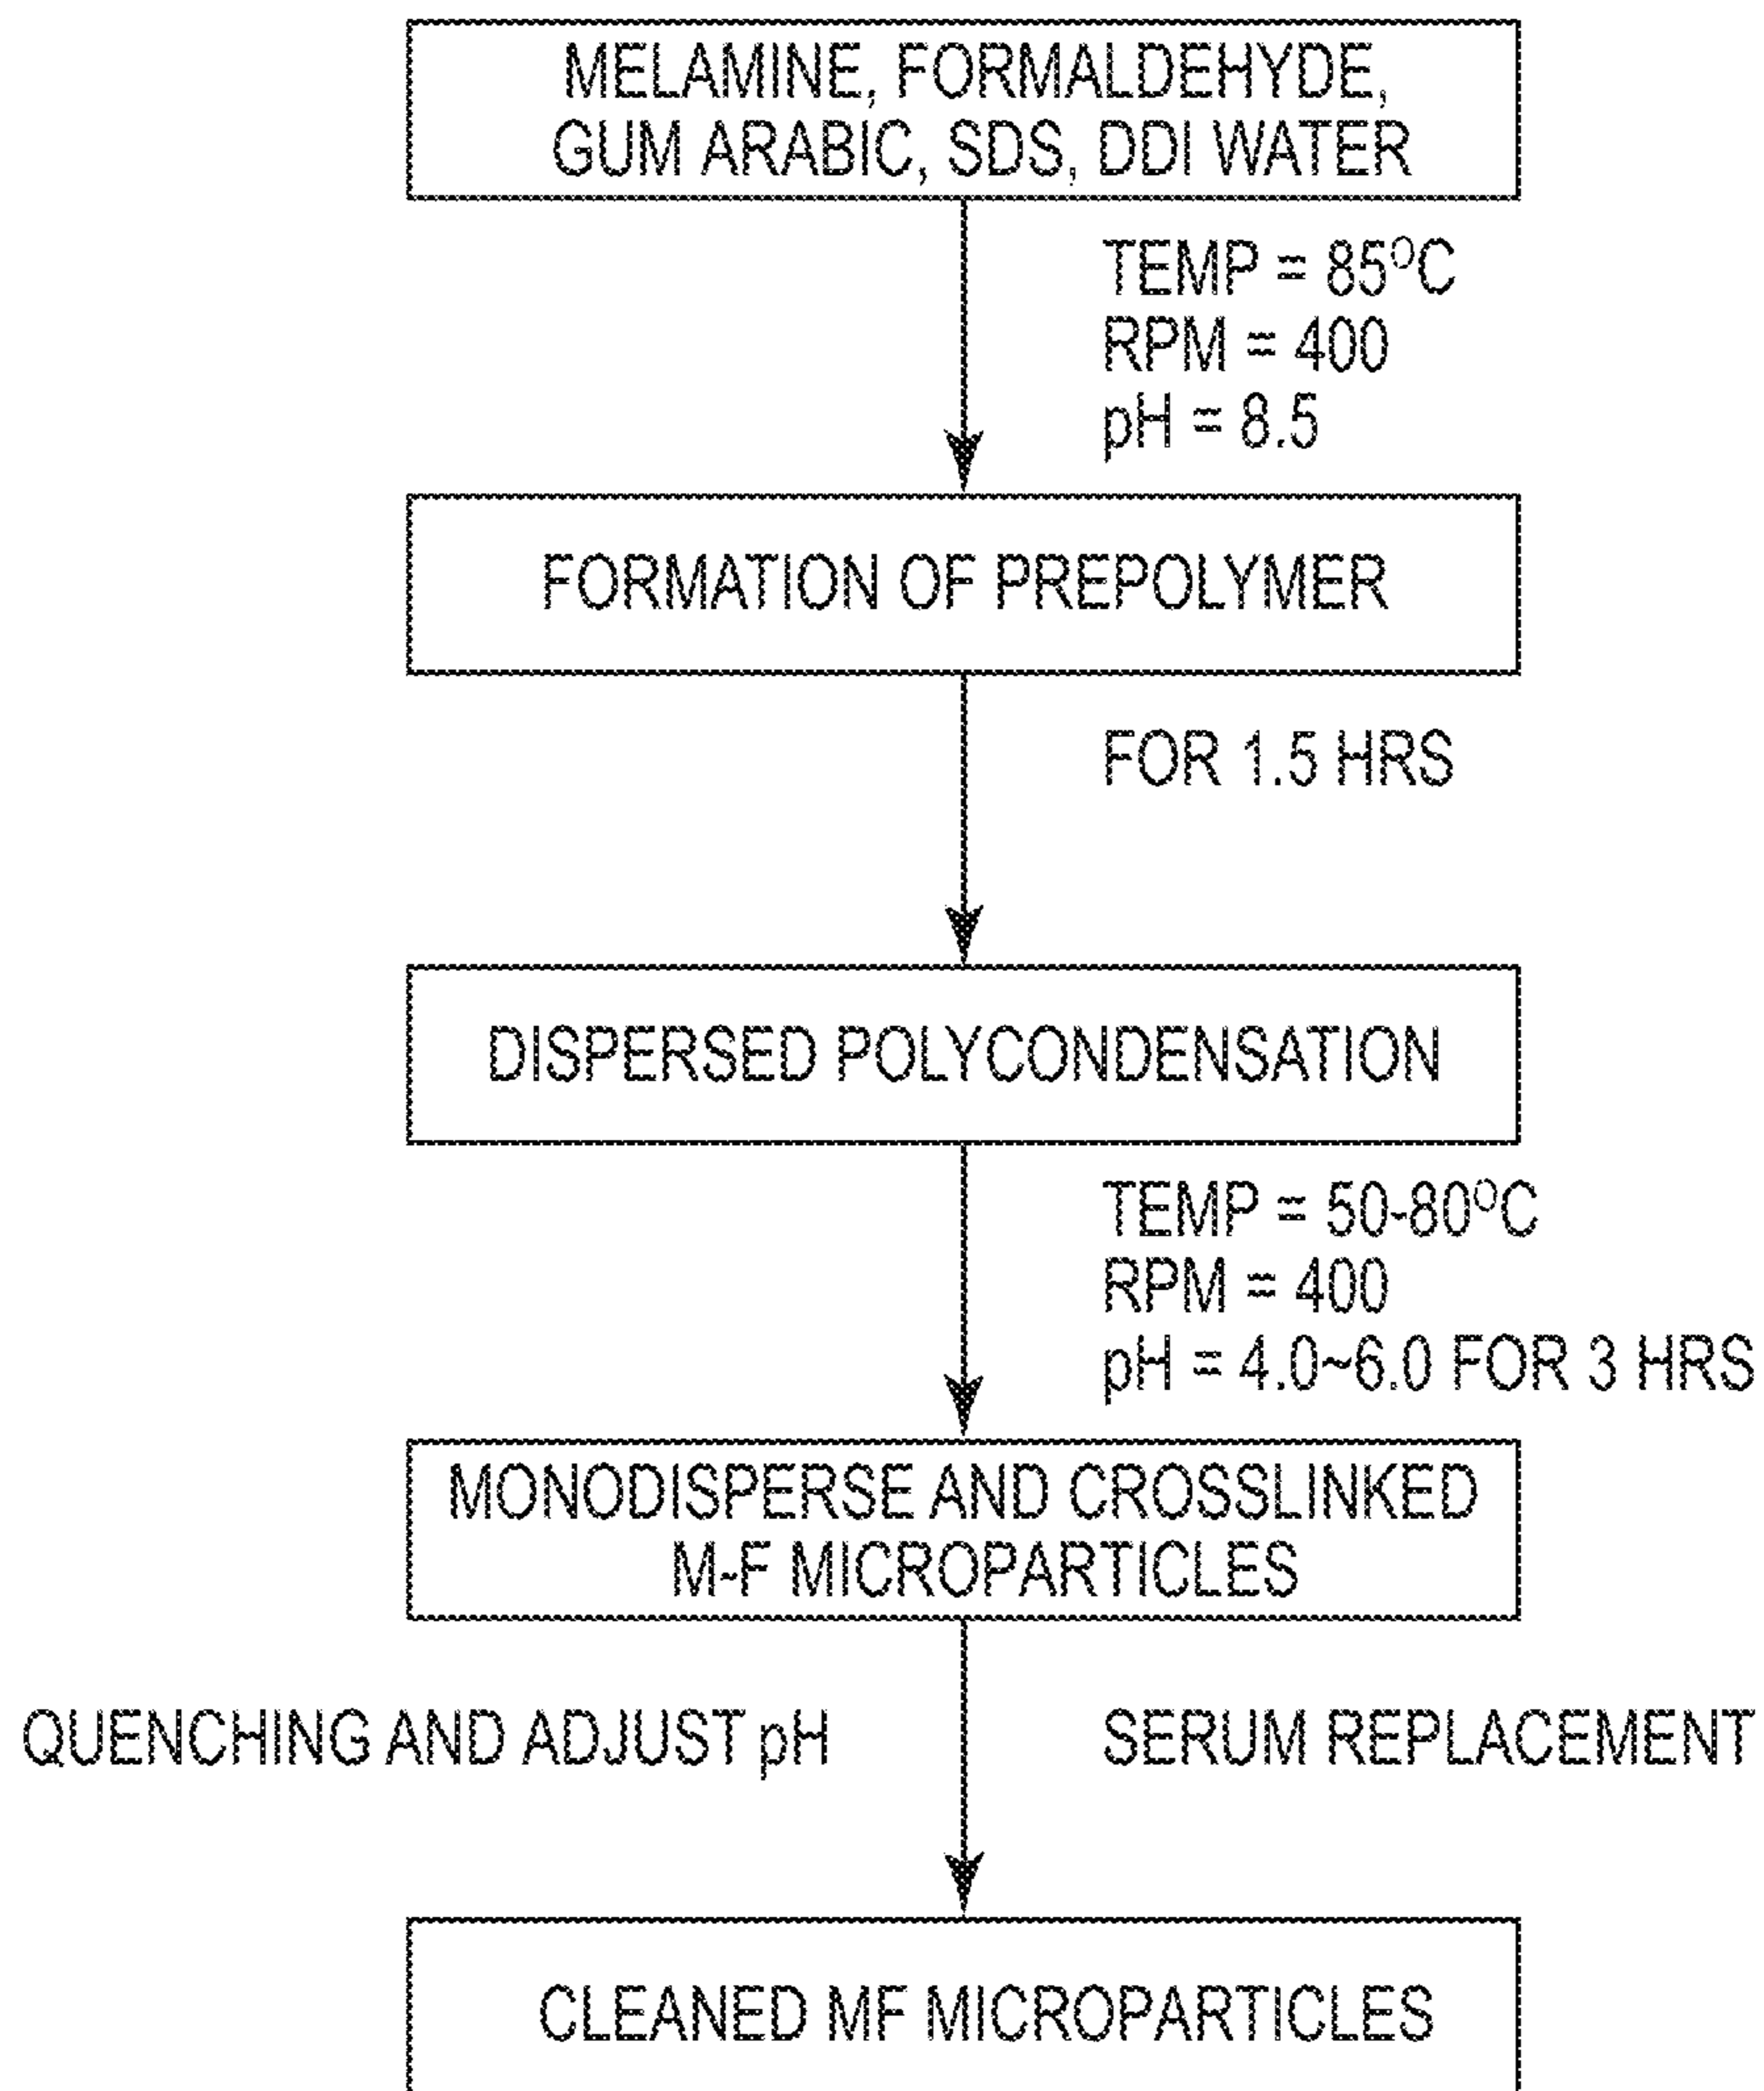 MELAMINE, FORMALDEHYDE,
GUM ARABIC, SDS, DDI WATER
TEMP = 85ºC
RPM = 400
pH = 8.5
FORMATION OF PREPOLYMER
FOR 1.5 HRS
DISPERSED POLYCONDENSATION
TEMP = 50-80ºC
RPM = 400
pH = 4.0~6.0 FOR 3 HRS
MONODISPERSE AND CROSSLINKED
M-F MICROPARTICLES
QUENCHING AND ADJUST pH
SERUM REPLACEMENT
CLEANED MF MICROPARTICLES